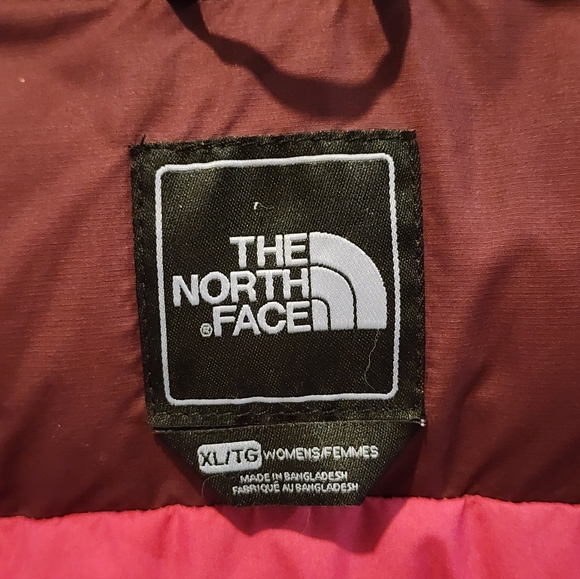 THE
NORTH
® FACE
XL/TG WOMENS/FEMMES
MADE IN BANGLADESH
FABRIQUE AU BANGLADESH